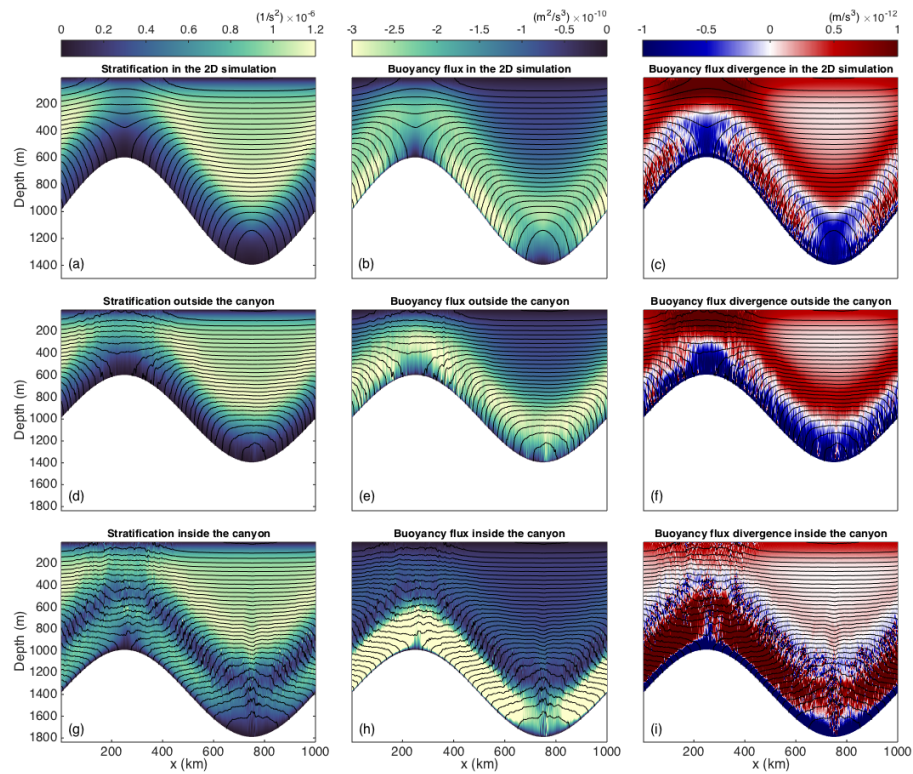 (1/s²) ×10⁻⁶
(m²/s³) ×10⁻¹⁰
(m/s³) ×10⁻¹²
0 0.2 0.4 0.6 0.8 1 1.2
-3 -2.5 -2 -1.5 -1 -0.5 0
-1 -0.5 0 0.5 1
Stratification in the 2D simulation
Buoyancy flux in the 2D simulation
Buoyancy flux divergence in the 2D simulation
Depth (m)
200
400
600
800
1000
1200
1400
(a)
(b)
(c)
Stratification outside the canyon
Buoyancy flux outside the canyon
Buoyancy flux divergence outside the canyon
Depth (m)
200
400
600
800
1000
1200
1400
1600
1800
(d)
(e)
(f)
Stratification inside the canyon
Buoyancy flux inside the canyon
Buoyancy flux divergence inside the canyon
Depth (m)
200
400
600
800
1000
1200
1400
1600
1800
(g)
(h)
(i)
200 400 600 800 1000
200 400 600 800 1000
200 400 600 800 1000
x (km)
x (km)
x (km)